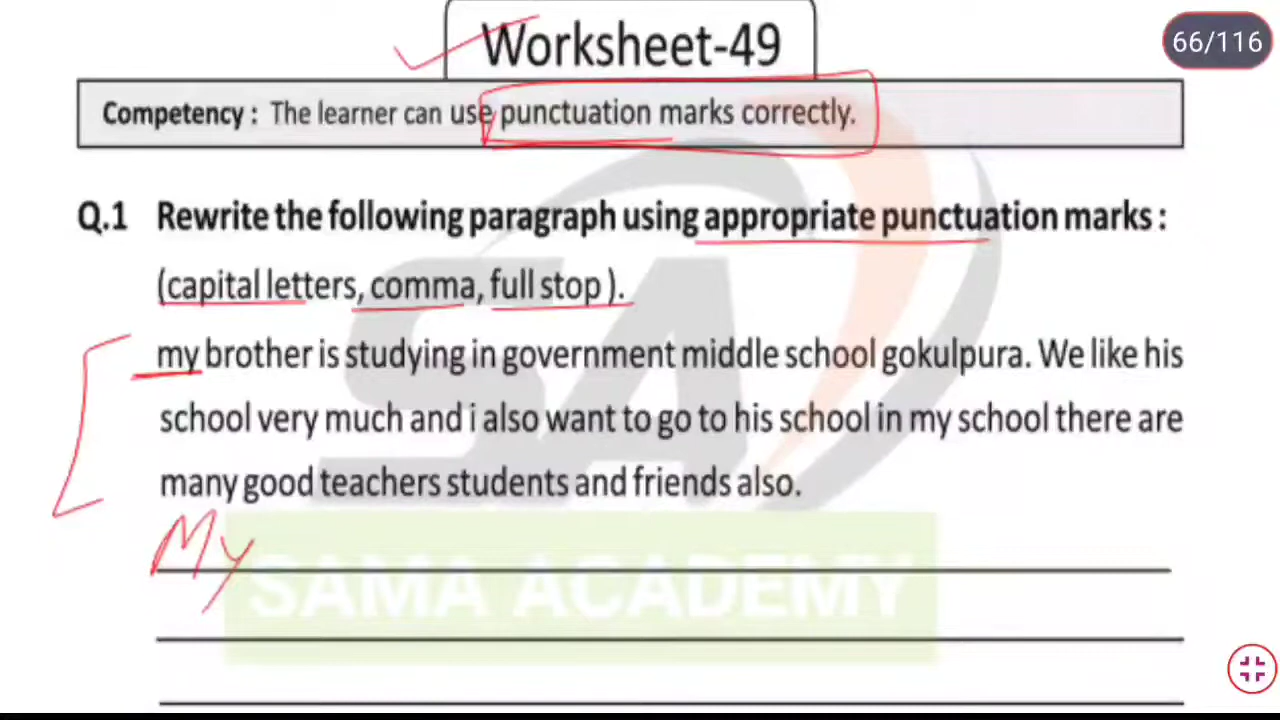 Worksheet-49
66/116
Competency : The learner can use punctuation marks correctly.
Q.1 Rewrite the following paragraph using appropriate punctuation marks :
(capital letters, comma, full stop ).
my brother is studying in government middle school gokulpura. We like his
school very much and i also want to go to his school in my school there are
many good teachers students and friends also.
My
SAMA ACADEMY
SA